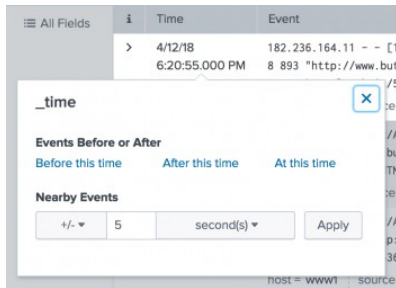 All Fields
i Time Event
> 4/12/18 182.236.164.11 - - [1
6:20:55.000 PM 8 893 "http://www.but
_time
Events Before or After
Before this time After this time At this time
Nearby Events
+/- 5 second(s) Apply
host = www1 source